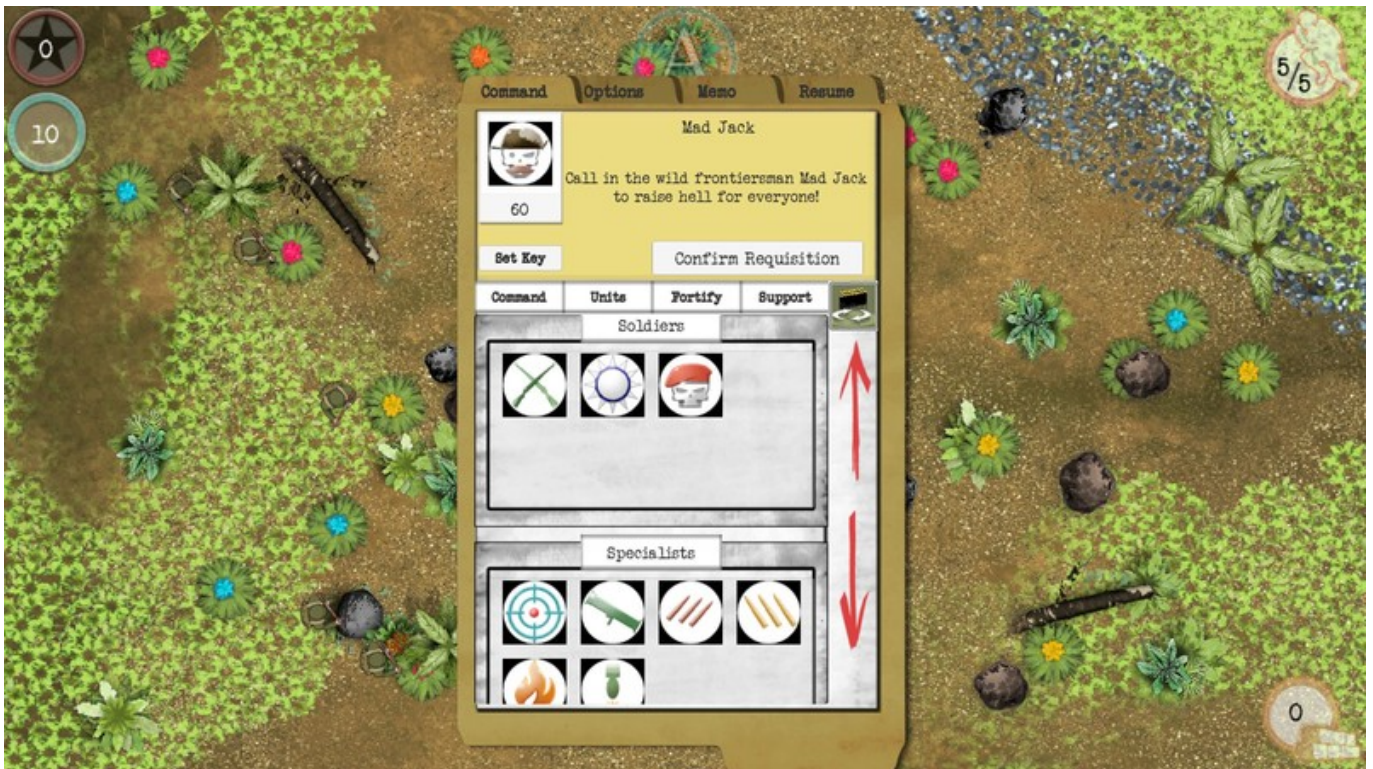 0
10
5/5
A
Command Options Memo Resume
Mad Jack
Call in the wild frontiersman Mad Jack
to raise hell for everyone!
60
Set Key
Confirm Requisition
Command Units Fortify Support
Soldiers
Specialists
0